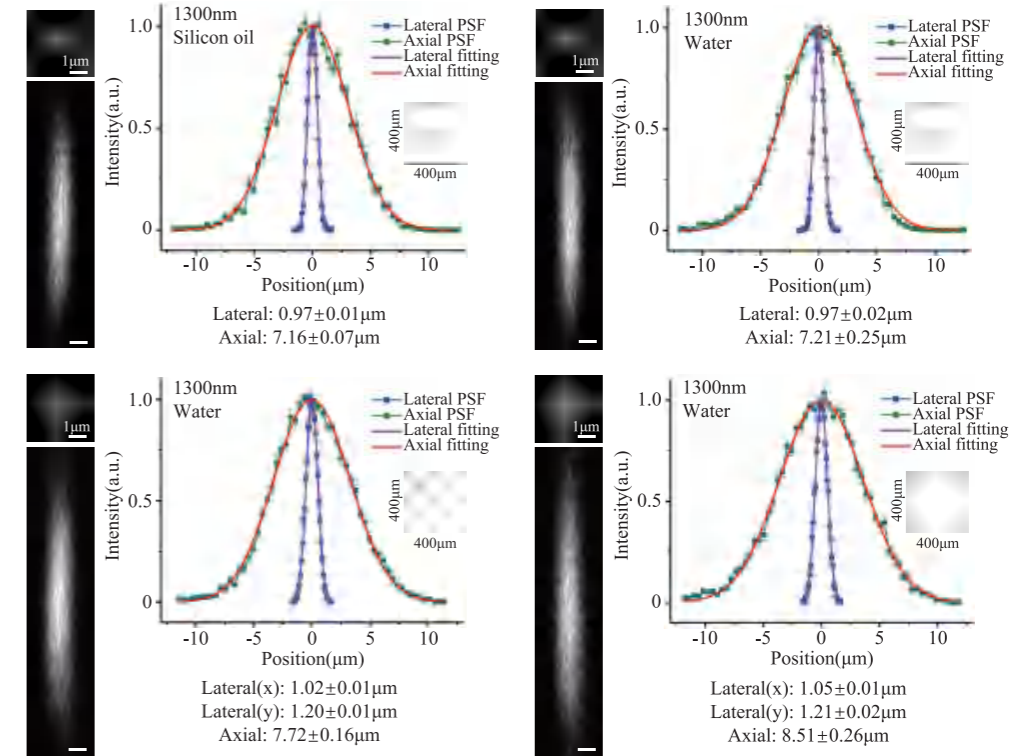 1μm
1300nm
Silicon oil
Lateral PSF
Axial PSF
Lateral fitting
Axial fitting
Intensity(a.u.)
1.0
0.5
0
400μm
400μm
-10 -5 0 5 10
Position(μm)
Lateral: 0.97±0.01μm
Axial: 7.16±0.07μm
1μm
1300nm
Water
Lateral PSF
Axial PSF
Lateral fitting
Axial fitting
Intensity(a.u.)
1.0
0.5
0
400μm
400μm
-10 -5 0 5 10
Position(μm)
Lateral: 0.97±0.02μm
Axial: 7.21±0.25μm
1μm
1300nm
Water
Lateral PSF
Axial PSF
Lateral fitting
Axial fitting
Intensity(a.u.)
1.0
0.5
0
400μm
400μm
-10 -5 0 5 10
Position(μm)
Lateral(x): 1.02±0.01μm
Lateral(y): 1.20±0.01μm
Axial: 7.72±0.16μm
1μm
1300nm
Water
Lateral PSF
Axial PSF
Lateral fitting
Axial fitting
Intensity(a.u.)
1.0
0.5
0
400μm
400μm
-10 -5 0 5 10
Position(μm)
Lateral(x): 1.05±0.01μm
Lateral(y): 1.21±0.02μm
Axial: 8.51±0.26μm